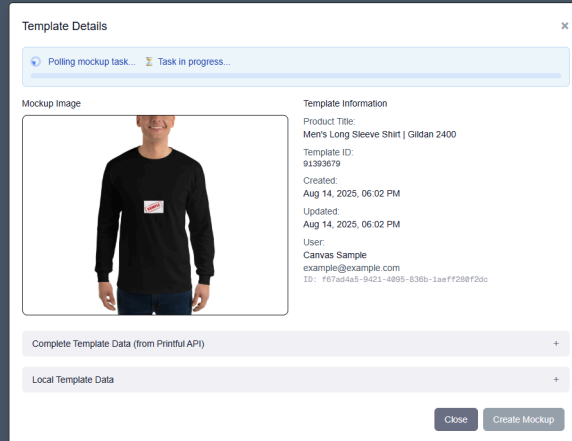 Template Details
×
Polling mockup task... ⏳ Task in progress...
Mockup Image
Template Information
Product Title:
Men's Long Sleeve Shirt | Gildan 2400
Template ID:
91393679
Created:
Aug 14, 2025, 06:02 PM
Updated:
Aug 14, 2025, 06:02 PM
User:
Canvas Sample
example@example.com
ID: f67ad4a5-9421-4095-836b-1aeff280f2dc
Complete Template Data (from Printful API) +
Local Template Data +
Close Create Mockup